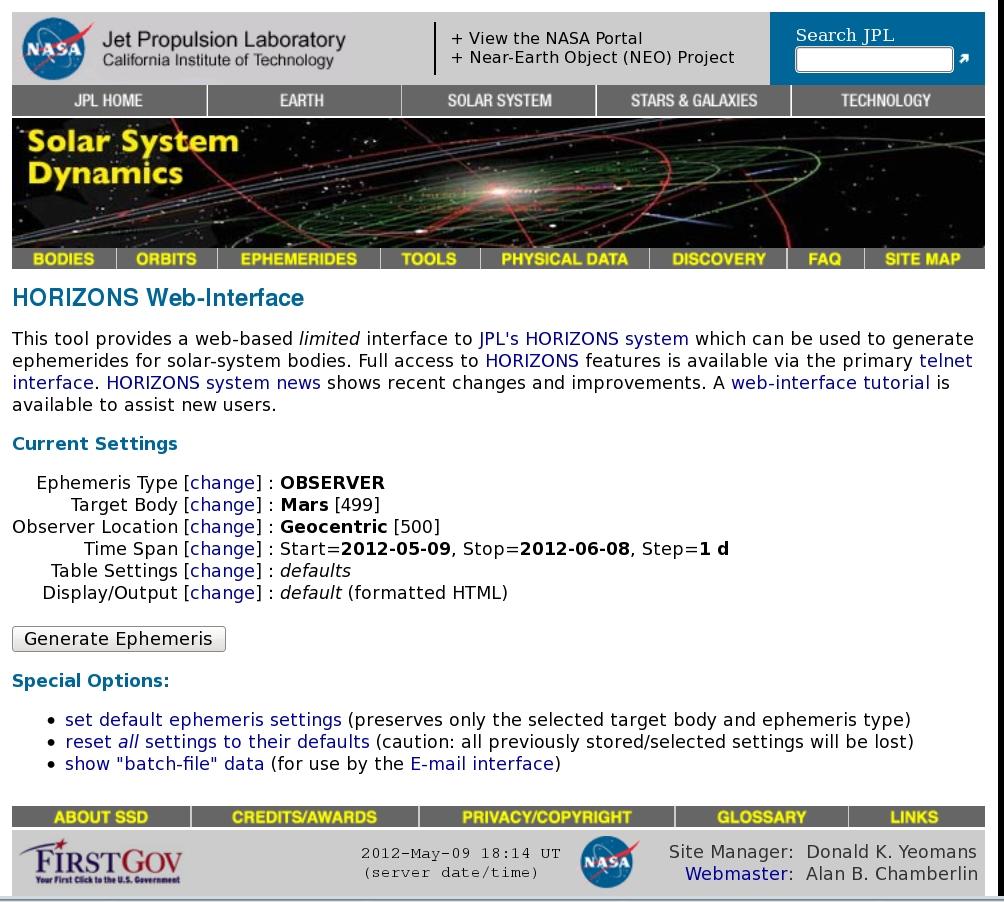 NASA
Jet Propulsion Laboratory
California Institute of Technology
+ View the NASA Portal
+ Near-Earth Object (NEO) Project
Search JPL
JPL HOME EARTH SOLAR SYSTEM STARS & GALAXIES TECHNOLOGY
Solar System
Dynamics
BODIES ORBITS EPHEMERIDES TOOLS PHYSICAL DATA DISCOVERY FAQ SITE MAP
HORIZONS Web-Interface
This tool provides a web-based limited interface to JPL's HORIZONS system which can be used to generate
ephemerides for solar-system bodies. Full access to HORIZONS features is available via the primary telnet
interface. HORIZONS system news shows recent changes and improvements. A web-interface tutorial is
available to assist new users.
Current Settings
Ephemeris Type [change] : OBSERVER
Target Body [change] : Mars [499]
Observer Location [change] : Geocentric [500]
Time Span [change] : Start=2012-05-09, Stop=2012-06-08, Step=1 d
Table Settings [change] : defaults
Display/Output [change] : default (formatted HTML)
Generate Ephemeris
Special Options:
• set default ephemeris settings (preserves only the selected target body and ephemeris type)
• reset all settings to their defaults (caution: all previously stored/selected settings will be lost)
• show "batch-file" data (for use by the E-mail interface)
ABOUT SSD CREDITS/AWARDS PRIVACY/COPYRIGHT GLOSSARY LINKS
FIRSTGOV
Your First Click to the U.S. Government
2012-May-09 18:14 UT
(server date/time)
NASA
Site Manager: Donald K. Yeomans
Webmaster: Alan B. Chamberlin